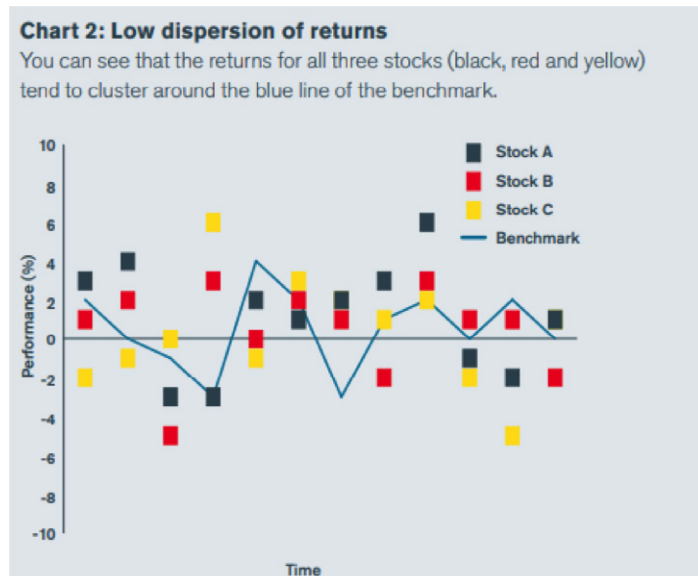 Chart 2: Low dispersion of returns
You can see that the returns for all three stocks (black, red and yellow)
tend to cluster around the blue line of the benchmark.
10
8
6
4
2
0
-2
-4
-6
-8
-10
Performance (%)
Stock A
Stock B
Stock C
Benchmark
Time